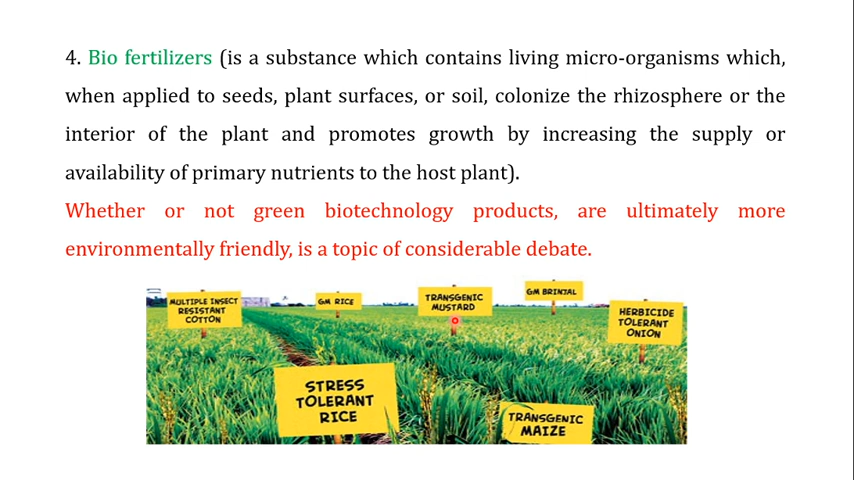 4. Bio fertilizers (is a substance which contains living micro-organisms which,
when applied to seeds, plant surfaces, or soil, colonize the rhizosphere or the
interior of the plant and promotes growth by increasing the supply or
availability of primary nutrients to the host plant).
Whether or not green biotechnology products, are ultimately more
environmentally friendly, is a topic of considerable debate.
MULTIPLE INSECT
RESISTANT
COTTON
GM RICE
TRANSGENIC
MUSTARD
GM BRINJAL
HERBICIDE
TOLERANT
ONION
STRESS
TOLERANT
RICE
TRANSGENIC
MAIZE